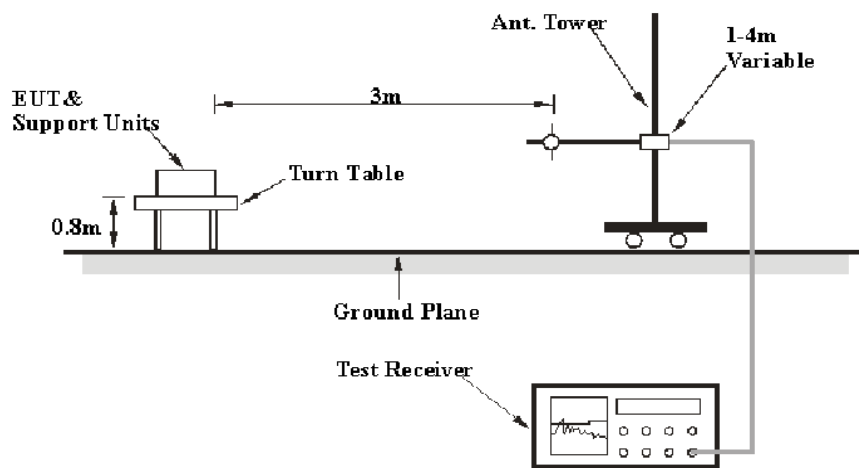 Ant. Tower
1-4m
Variable
3m
EUT&
Support Units
Turn Table
0.8m
Ground Plane
Test Receiver